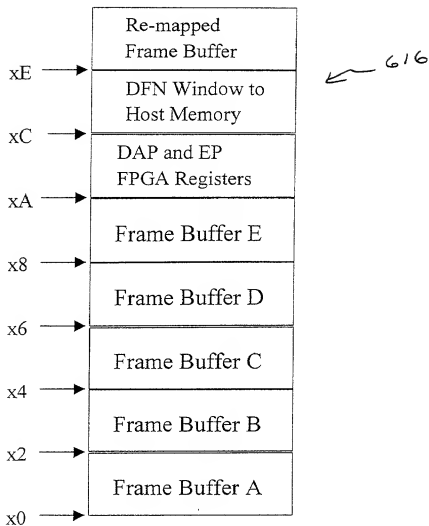 Re-mapped
Frame Buffer
616
xE
DFN Window to
Host Memory
xC
DAP and EP
FPGA Registers
xA
Frame Buffer E
x8
Frame Buffer D
x6
Frame Buffer C
x4
Frame Buffer B
x2
Frame Buffer A
x0